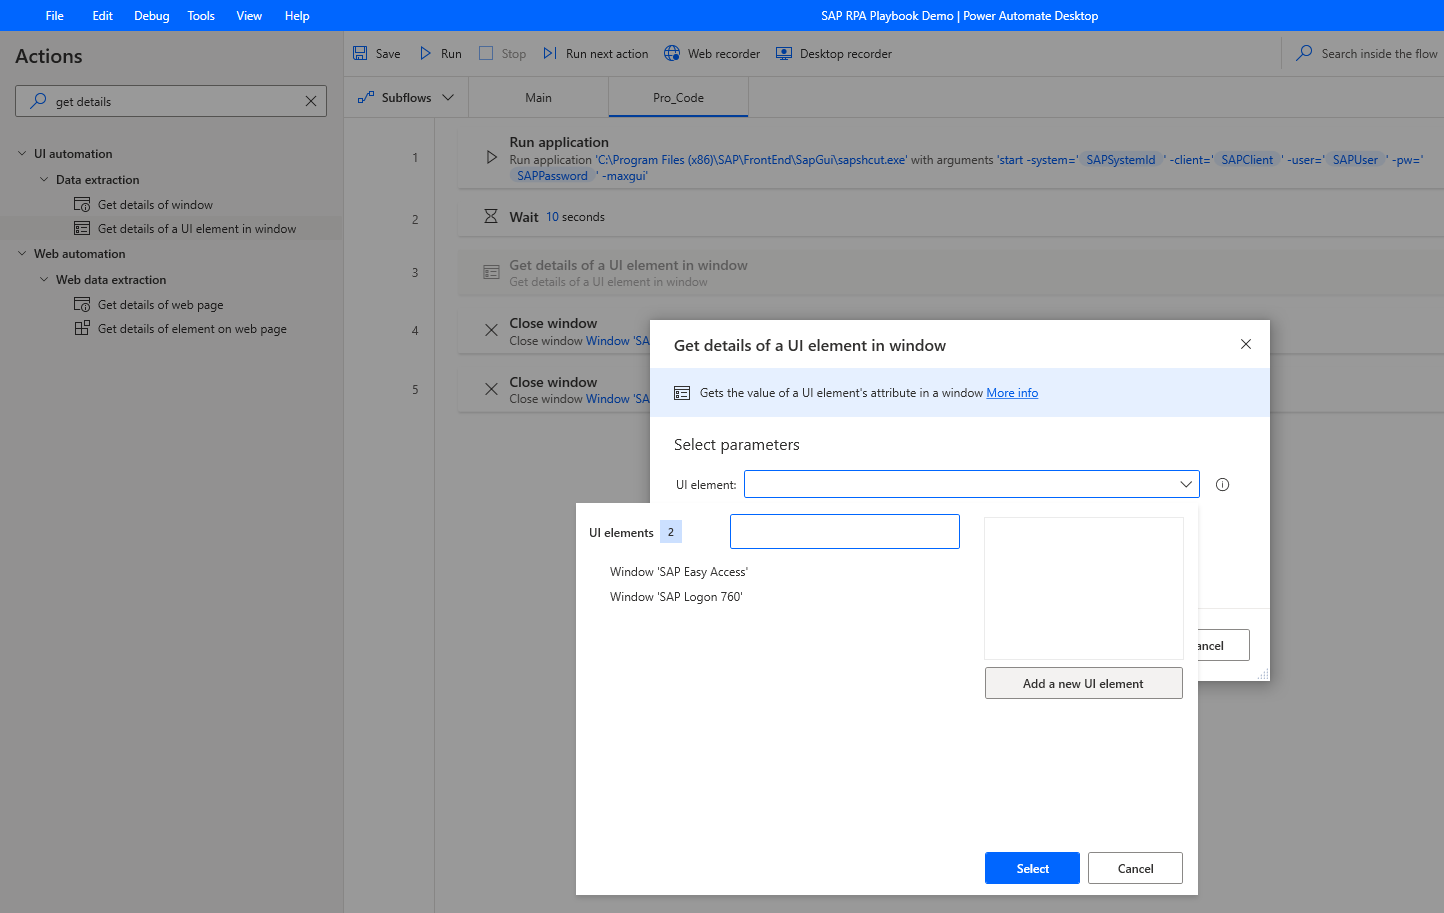 File Edit Debug Tools View Help
SAP RPA Playbook Demo | Power Automate Desktop
Actions
get details
UI automation
Data extraction
Get details of window
Get details of a UI element in window
Web automation
Web data extraction
Get details of web page
Get details of element on web page
Save Run Stop Run next action Web recorder Desktop recorder
Search inside the flow
Subflows Main Pro_Code
1
Run application
Run application 'C:\Program Files (x86)\SAP\FrontEnd\SapGui\sapshcut.exe' with arguments 'start -system=' SAPSystemId ' -client=' SAPClient ' -user=' SAPUser ' -pw='
SAPPassword ' -maxgui'
2
Wait 10 seconds
3
Get details of a UI element in window
Get details of a UI element in window
4
Close window
Close window Window 'SA
5
Close window
Close window Window 'SA
Get details of a UI element in window
Gets the value of a UI element's attribute in a window More info
Select parameters
UI element:
UI elements 2
Window 'SAP Easy Access'
Window 'SAP Logon 760'
ancel
Add a new UI element
Select Cancel